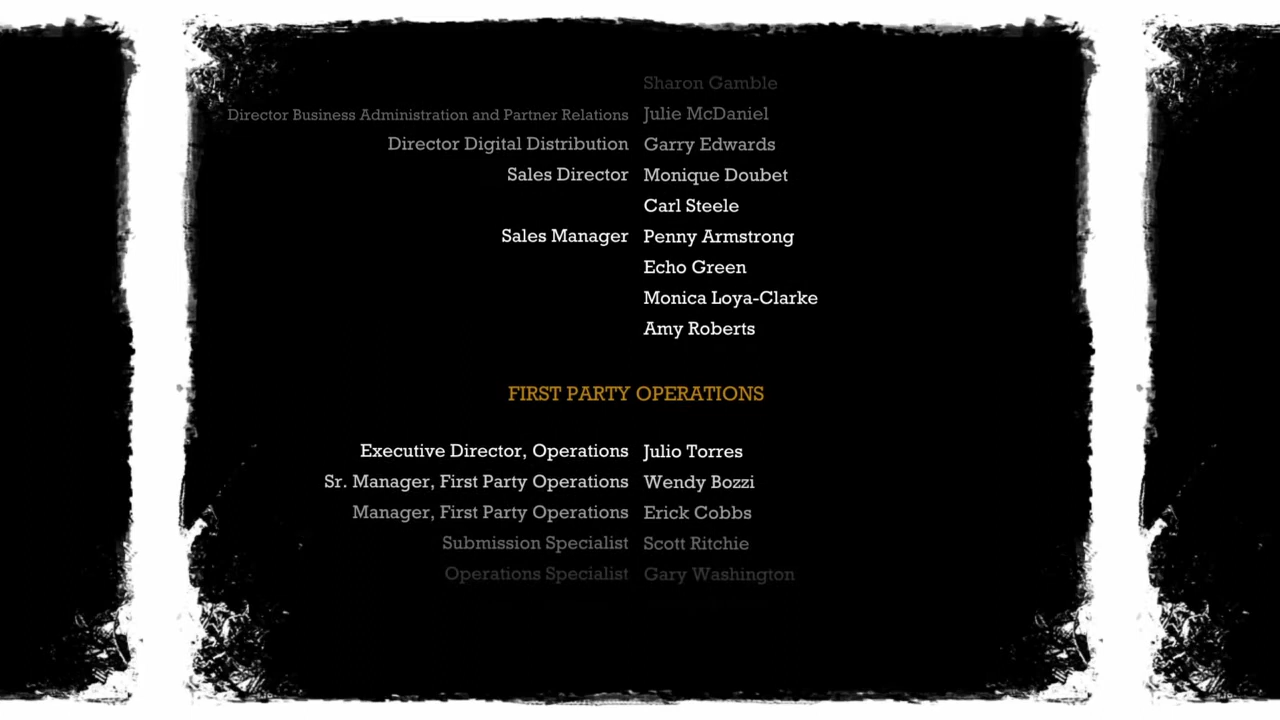 Sharon Gamble
Director Business Administration and Partner Relations Julie McDaniel
Director Digital Distribution Garry Edwards
Sales Director Monique Doubet
Carl Steele
Sales Manager Penny Armstrong
Echo Green
Monica Loya-Clarke
Amy Roberts
FIRST PARTY OPERATIONS
Executive Director, Operations Julio Torres
Sr. Manager, First Party Operations Wendy Bozzi
Manager, First Party Operations Erick Cobbs
Submission Specialist Scott Ritchie
Operations Specialist Gary Washington